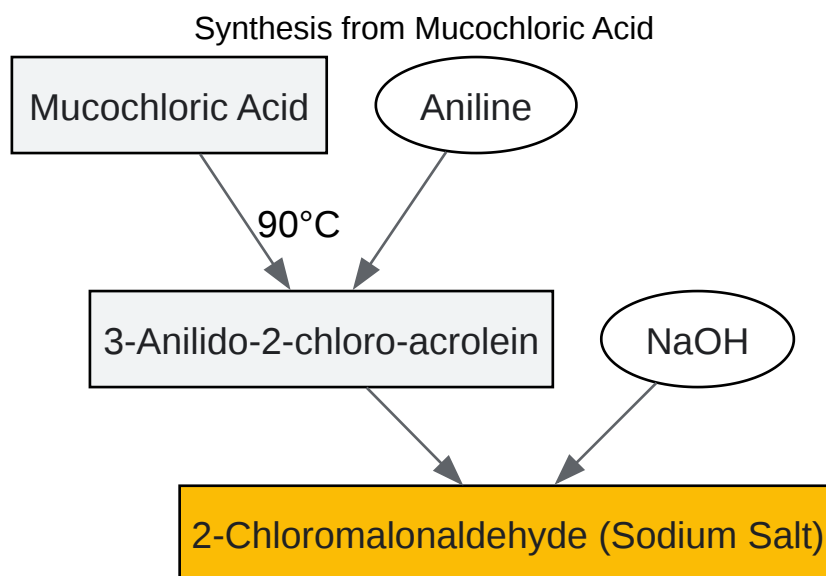 Synthesis from Mucochloric Acid
Mucochloric Acid
Aniline
90°C
3-Anilido-2-chloro-acrolein
NaOH
2-Chloromalonaldehyde (Sodium Salt)